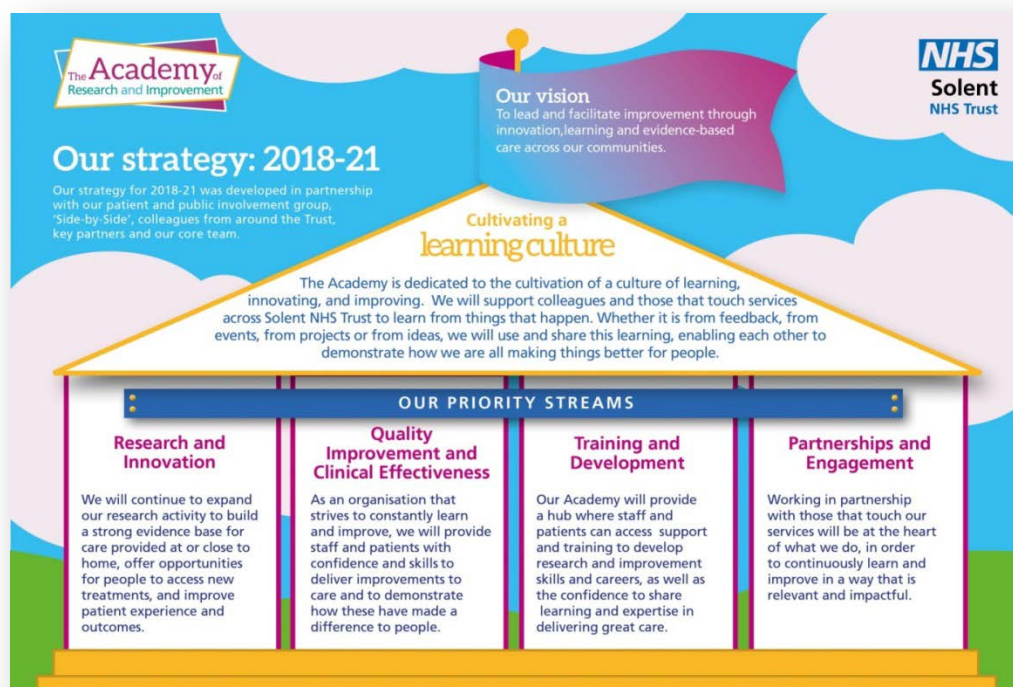 The Academy of
Research and Improvement
NHS
Solent
NHS Trust
Our vision
To lead and facilitate improvement through
innovation,learning and evidence-based
care across our communities.
Our strategy: 2018-21
Our strategy for 2018-21 was developed in partnership
with our patient and public involvement group,
‘Side-by-Side’, colleagues from around the Trust,
key partners and our core team.
Cultivating a
learning culture
The Academy is dedicated to the cultivation of a culture of learning,
innovating, and improving. We will support colleagues and those that touch services
across Solent NHS Trust to learn from things that happen. Whether it is from feedback, from
events, from projects or from ideas, we will use and share this learning, enabling each other to
demonstrate how we are all making things better for people.
OUR PRIORITY STREAMS
Research and
Innovation
We will continue to expand
our research activity to build
a strong evidence base for
care provided at or close to
home, offer opportunities
for people to access new
treatments, and improve
patient experience and
outcomes.
Quality
Improvement and
Clinical Effectiveness
As an organisation that
strives to constantly learn
and improve, we will provide
staff and patients with
confidence and skills to
deliver improvements to
care and to demonstrate
how these have made a
difference to people.
Training and
Development
Our Academy will provide
a hub where staff and
patients can access support
and training to develop
research and improvement
skills and careers, as well as
the confidence to share
learning and expertise in
delivering great care.
Partnerships and
Engagement
Working in partnership
with those that touch our
services will be at the heart
of what we do, in order
to continuously learn and
improve in a way that is
relevant and impactful.